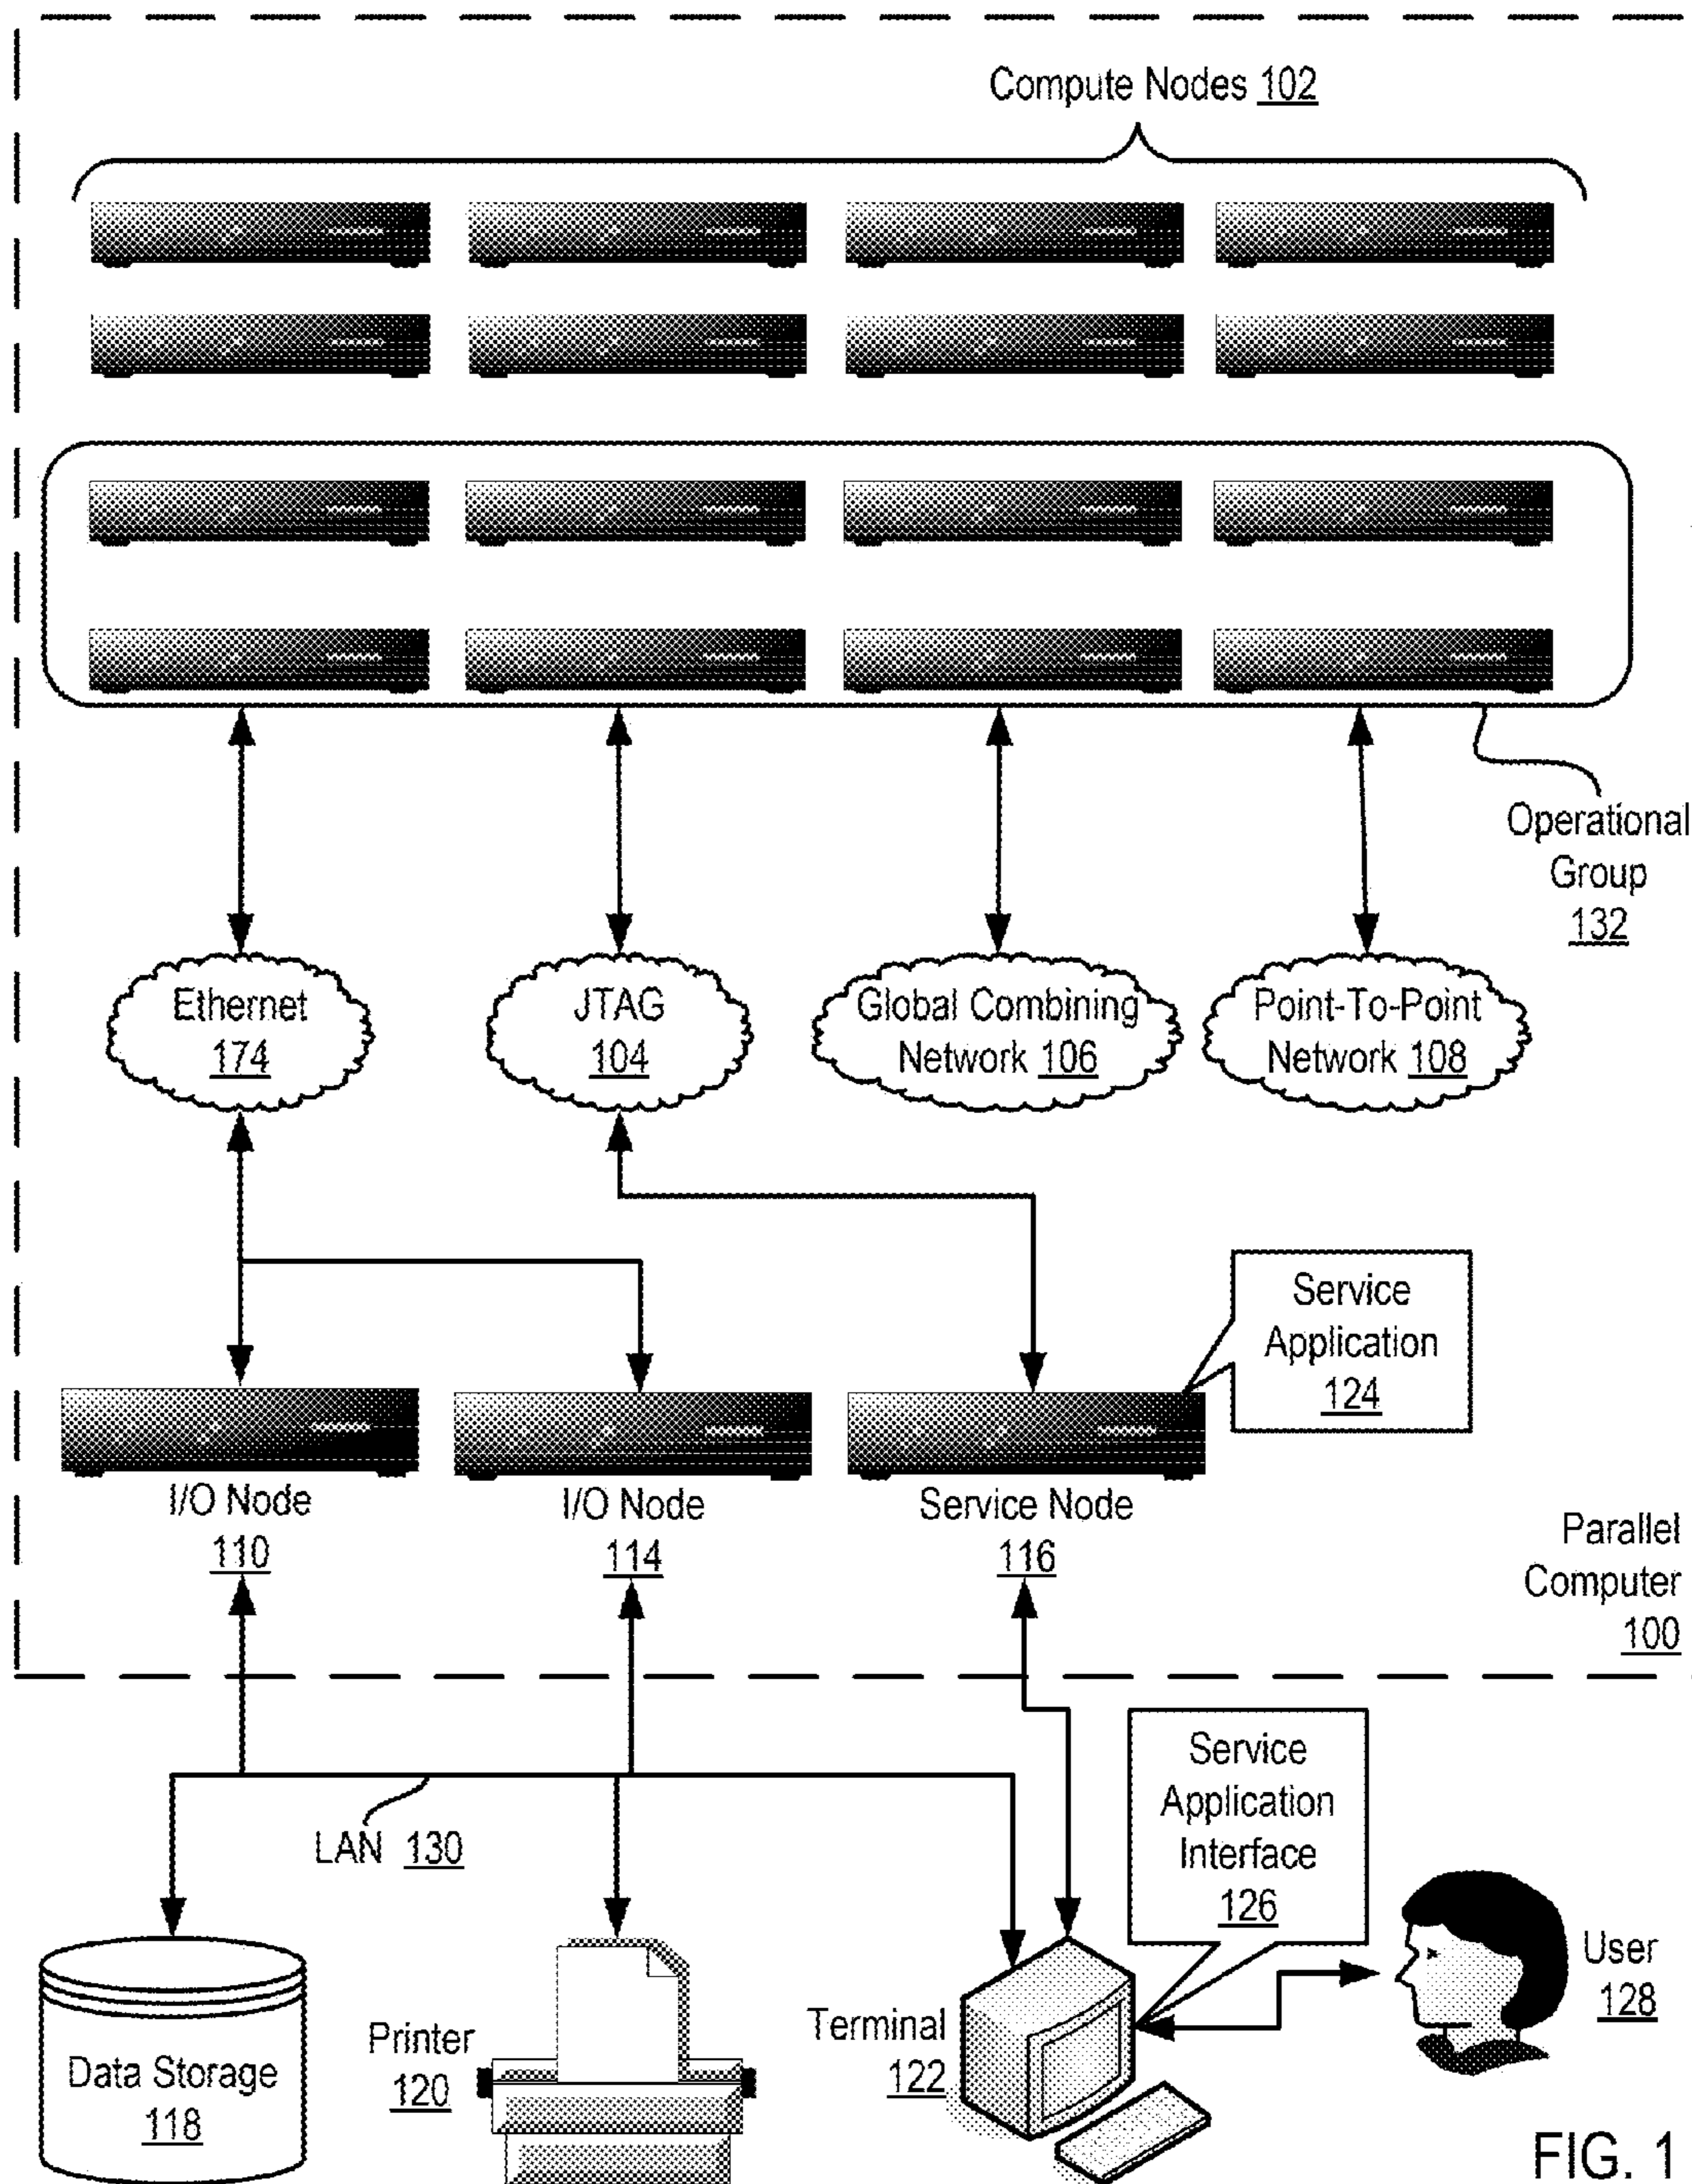 Compute Nodes 102
Operational
Group
132
Ethernet
174
JTAG
104
Global Combining
Network 106
Point-To-Point
Network 108
Service
Application
124
I/O Node
110
I/O Node
114
Service Node
116
Parallel
Computer
100
Service
Application
Interface
126
LAN 130
User
128
Data Storage
118
Printer
120
Terminal
122
FIG. 1